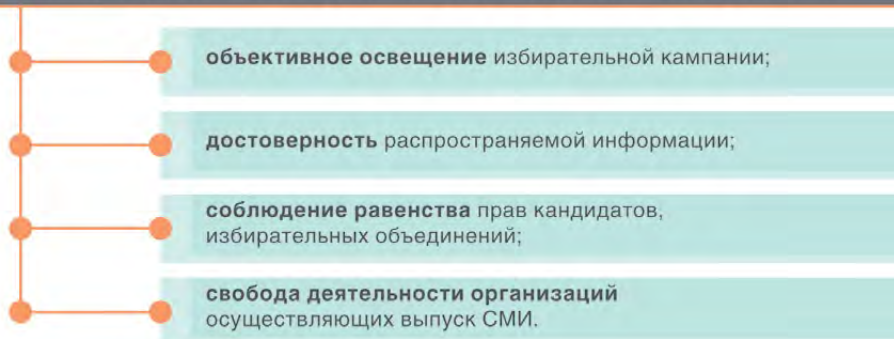 объективное освещение избирательной кампании;
достоверность распространяемой информации;
соблюдение равенства прав кандидатов,
избирательных объединений;
свобода деятельности организаций
осуществляющих выпуск СМИ.